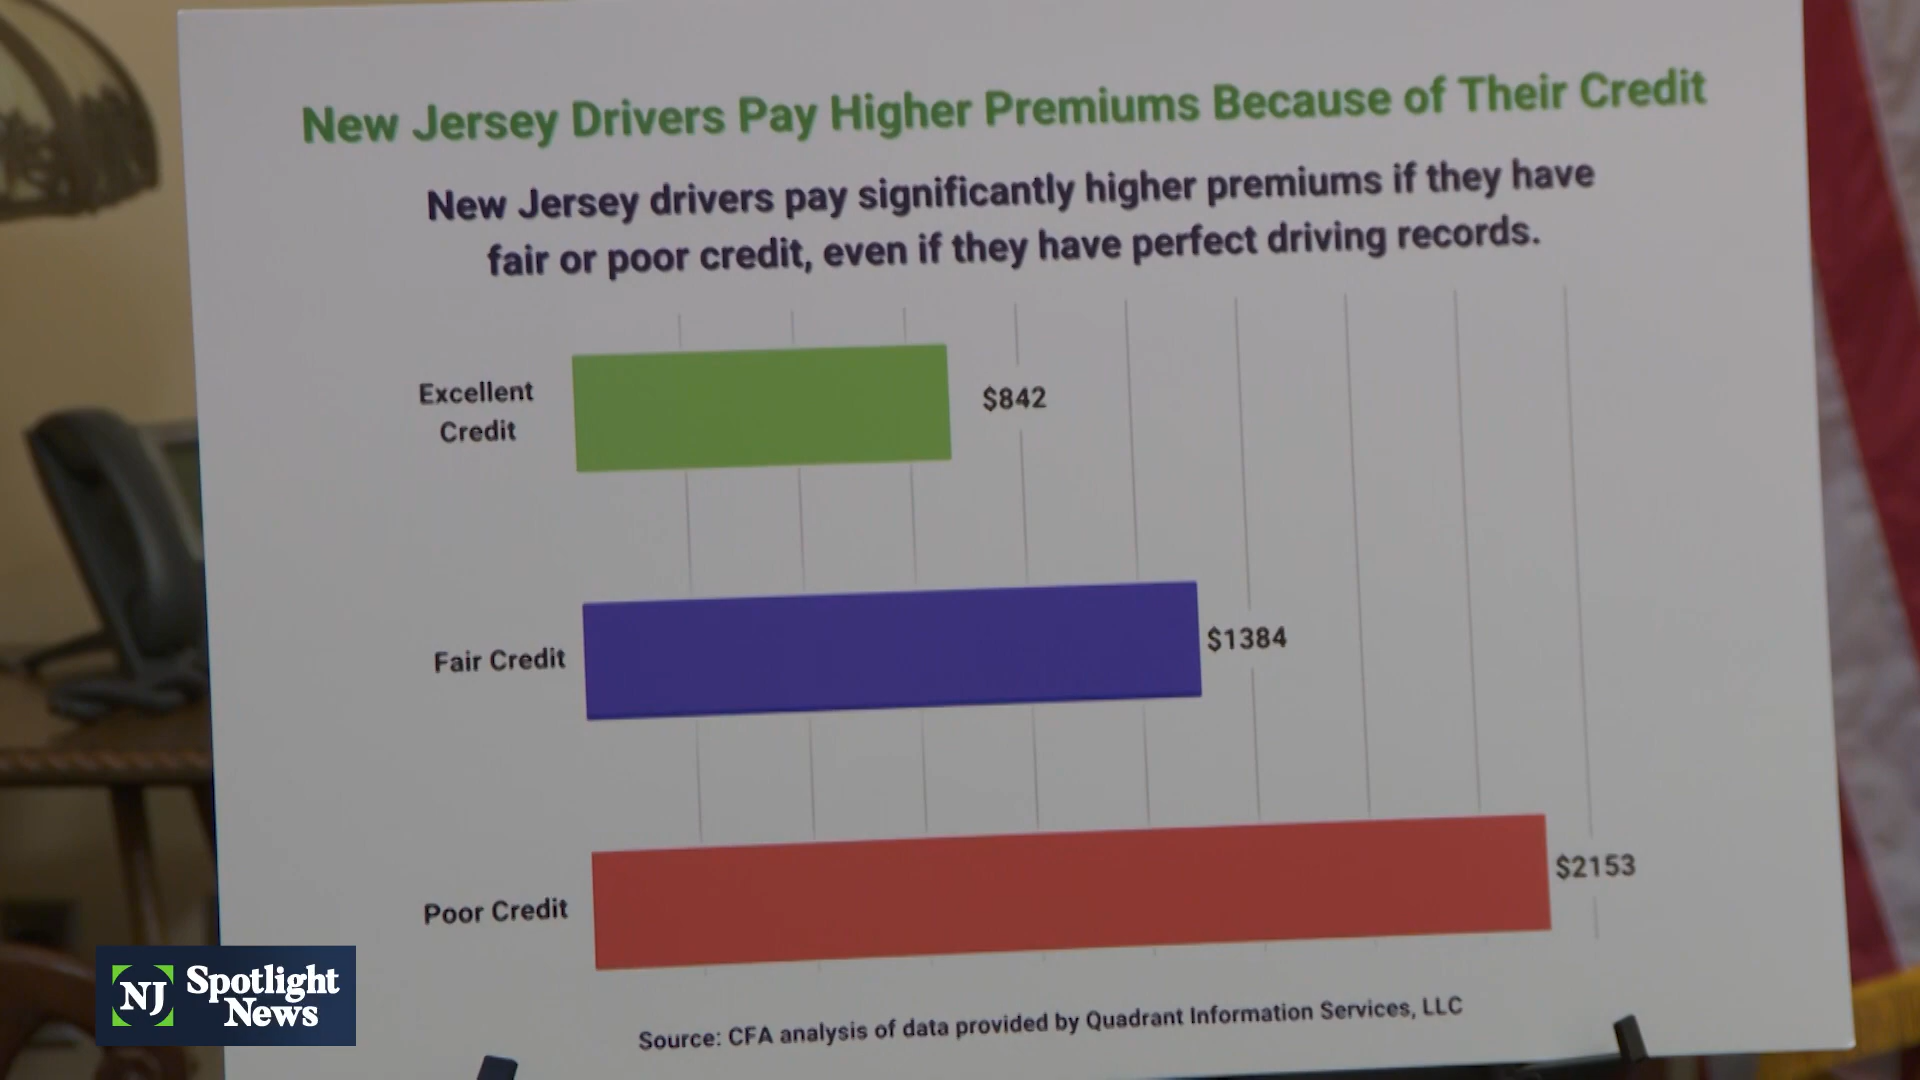 New Jersey Drivers Pay Higher Premiums Because of Their Credit
New Jersey drivers pay significantly higher premiums if they have
fair or poor credit, even if they have perfect driving records.
Excellent
Credit
$842
Fair Credit
$1384
Poor Credit
$2153
Source: CFA analysis of data provided by Quadrant Information Services, LLC
NJ
Spotlight
News